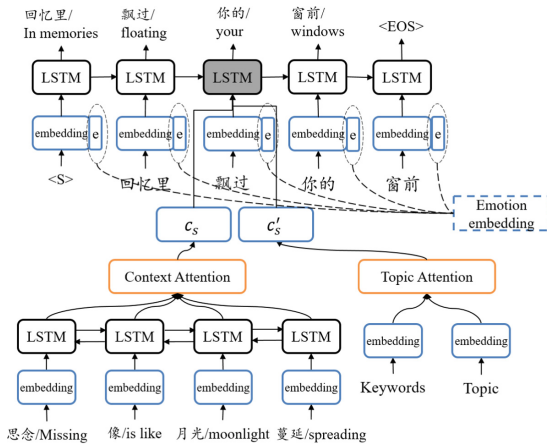 回忆里/ 飘过/ 你的/ 窗前/ <EOS>
In memories floating your windows
LSTM LSTM LSTM LSTM LSTM
embedding e embedding e embedding e embedding e embedding e
<S> 回忆里 飘过 你的 窗前
Emotion
embedding
c_s c'_s
Context Attention Topic Attention
LSTM LSTM LSTM LSTM
embedding embedding
embedding embedding embedding embedding
Keywords Topic
思念/Missing 像/is like 月光/moonlight 蔓延/spreading